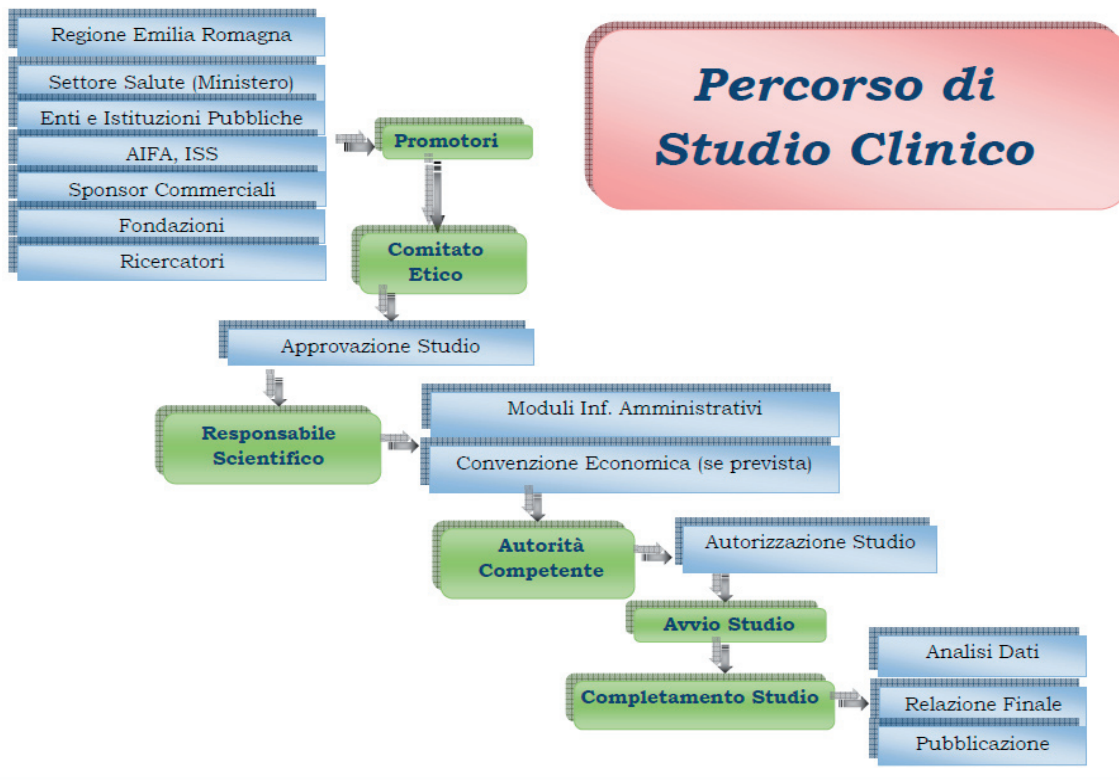 Percorso di
Studio Clinico
Regione Emilia Romagna
Settore Salute (Ministero)
Enti e Istituzioni Pubbliche
AIFA, ISS
Sponsor Commerciali
Fondazioni
Ricercatori
Promotori
Comitato
Etico
Approvazione Studio
Responsabile
Scientifico
Moduli Inf. Amministrativi
Convenzione Economica (se prevista)
Autorità
Competente
Autorizzazione Studio
Avvio Studio
Completamento Studio
Analisi Dati
Relazione Finale
Pubblicazione